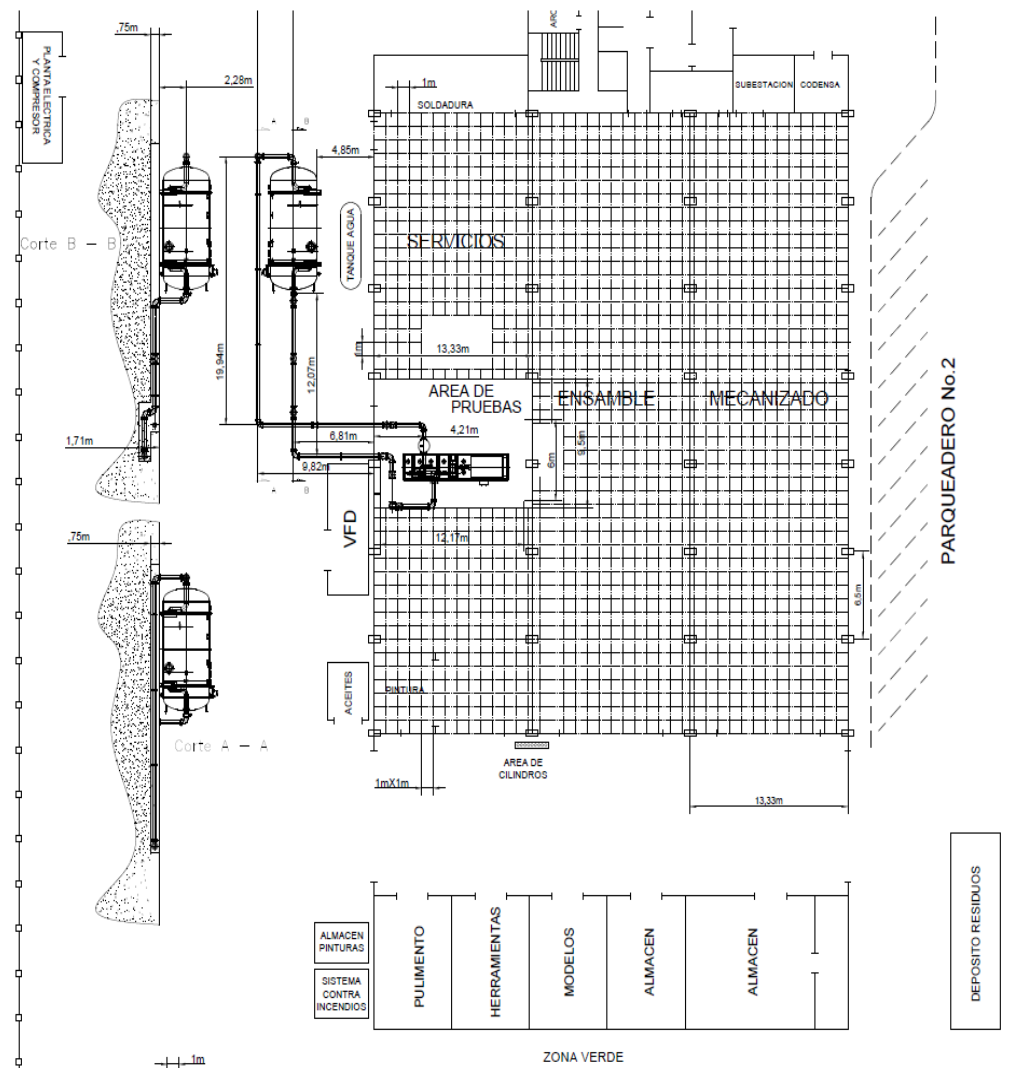 ,75m
PLANTA ELECTRICA
Y COMPRESOR
2,28m
1m
SOLDADURA
SUBESTACION
CODENSA
A
B
4,85m
Corte B - B
TANQUE AGUA
SERVICIOS
19,94m
12,07m
1m
13,33m
AREA DE
PRUEBAS
ENSAMBLE
MECANIZADO
PARQUEADERO No.2
1,71m
6,81m
4,21m
9,82m
6m
9,5m
A
B
VFD
12,17m
,75m
6.5m
ACEITES
PINTURA
Corte A - A
AREA DE
CILINDROS
1mX1m
13,33m
ALMACEN
PINTURAS
SISTEMA
CONTRA
INCENDIOS
PULIMENTO
HERRAMIENTAS
MODELOS
ALMACEN
ALMACEN
DEPOSITO RESIDUOS
ZONA VERDE
1m